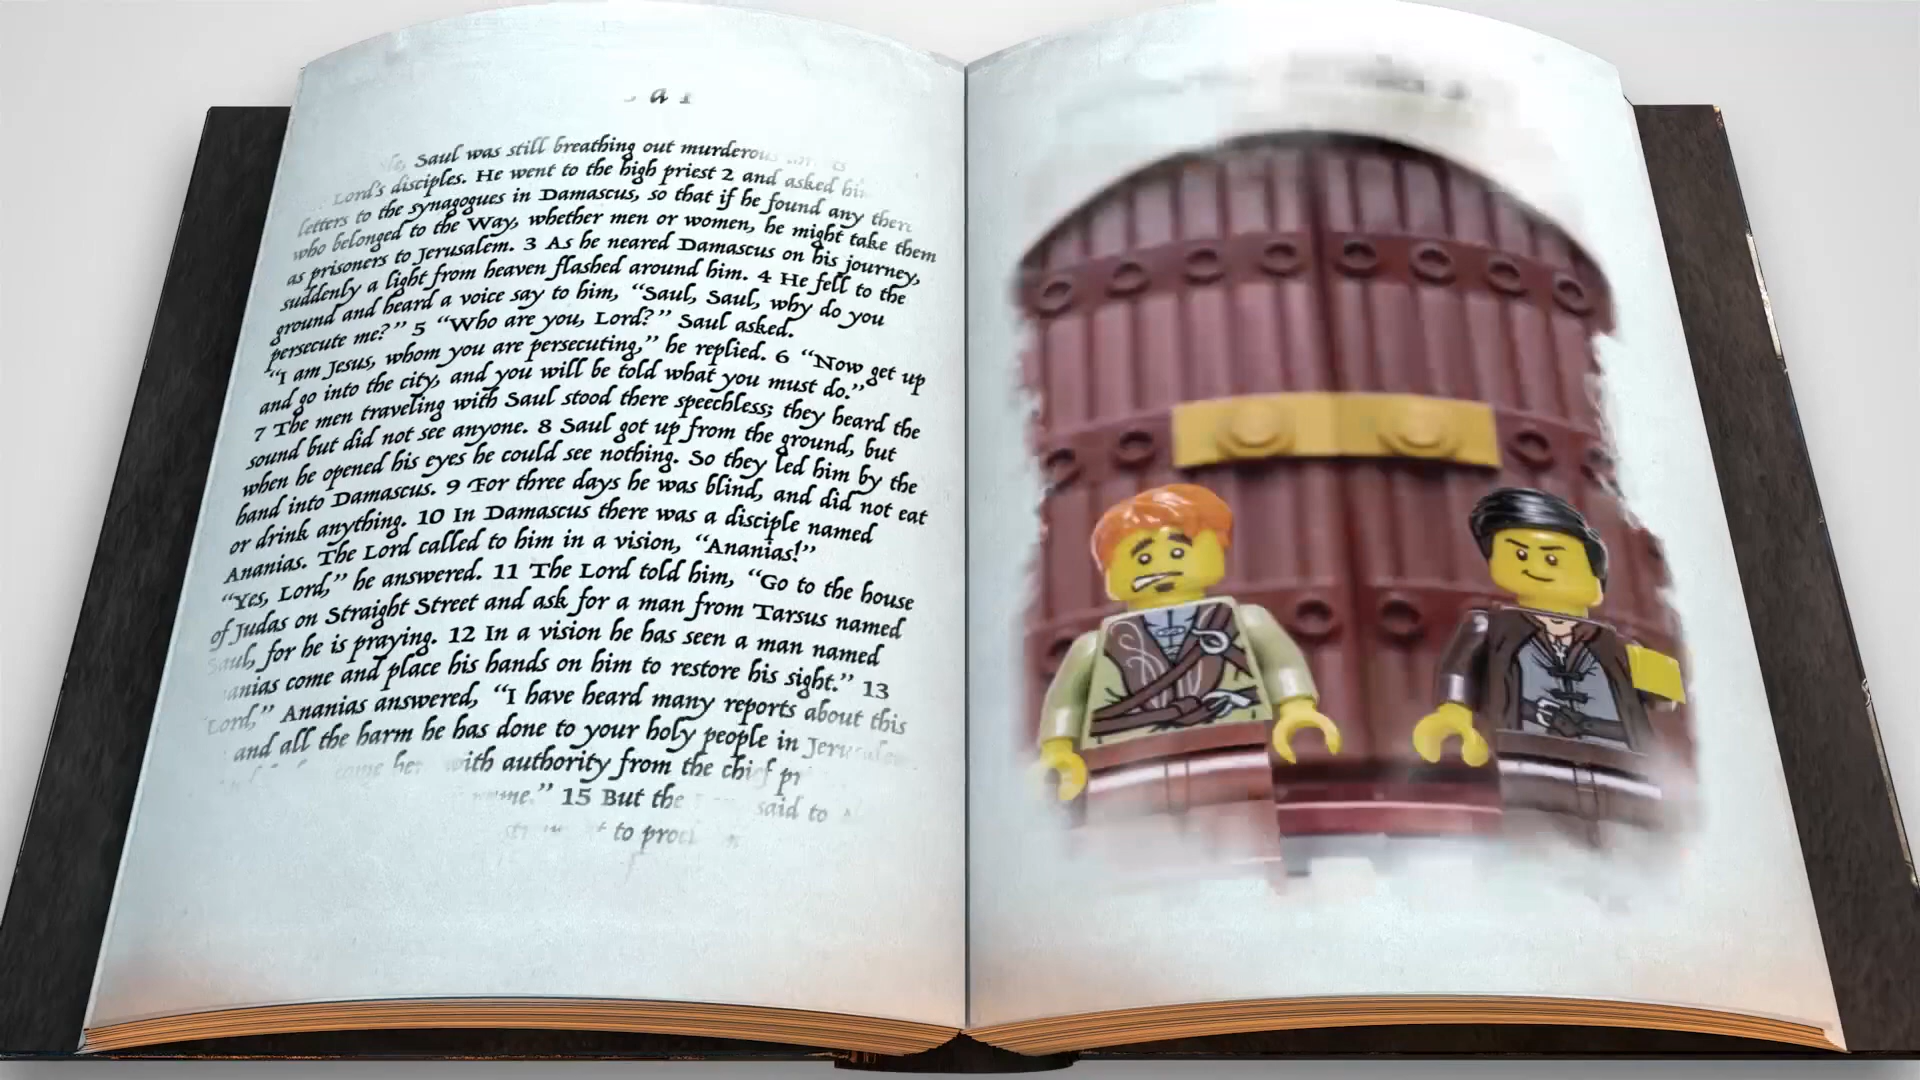 Saul was still breathing out murderous
Lord's disciples. He went to the high priest 2 and asked him
letters to the synagogues in Damascus, so that if he found any there
who belonged to the Way, whether men or women, he might take them
as prisoners to Jerusalem. 3 As he neared Damascus on his journey,
suddenly a light from heaven flashed around him. 4 He fell to the
ground and heard a voice say to him, “Saul, Saul, why do you
persecute me?” 5 “Who are you, Lord?” Saul asked.
“I am Jesus, whom you are persecuting,” he replied. 6 “Now get up
and go into the city, and you will be told what you must do.”
7 The men traveling with Saul stood there speechless; they heard the
sound but did not see anyone. 8 Saul got up from the ground, but
when he opened his eyes he could see nothing. So they led him by the
hand into Damascus. 9 For three days he was blind, and did not eat
or drink anything. 10 In Damascus there was a disciple named
Ananias. The Lord called to him in a vision, “Ananias!”
“Yes, Lord,” he answered. 11 The Lord told him, “Go to the house
of Judas on Straight Street and ask for a man from Tarsus named
Saul, for he is praying. 12 In a vision he has seen a man named
come and place his hands on him to restore his sight.” 13
Lord,” Ananias answered, “I have heard many reports about this
and all the harm he has done to your holy people in Jerusalem
come with authority from the chief
15 But the said to
to